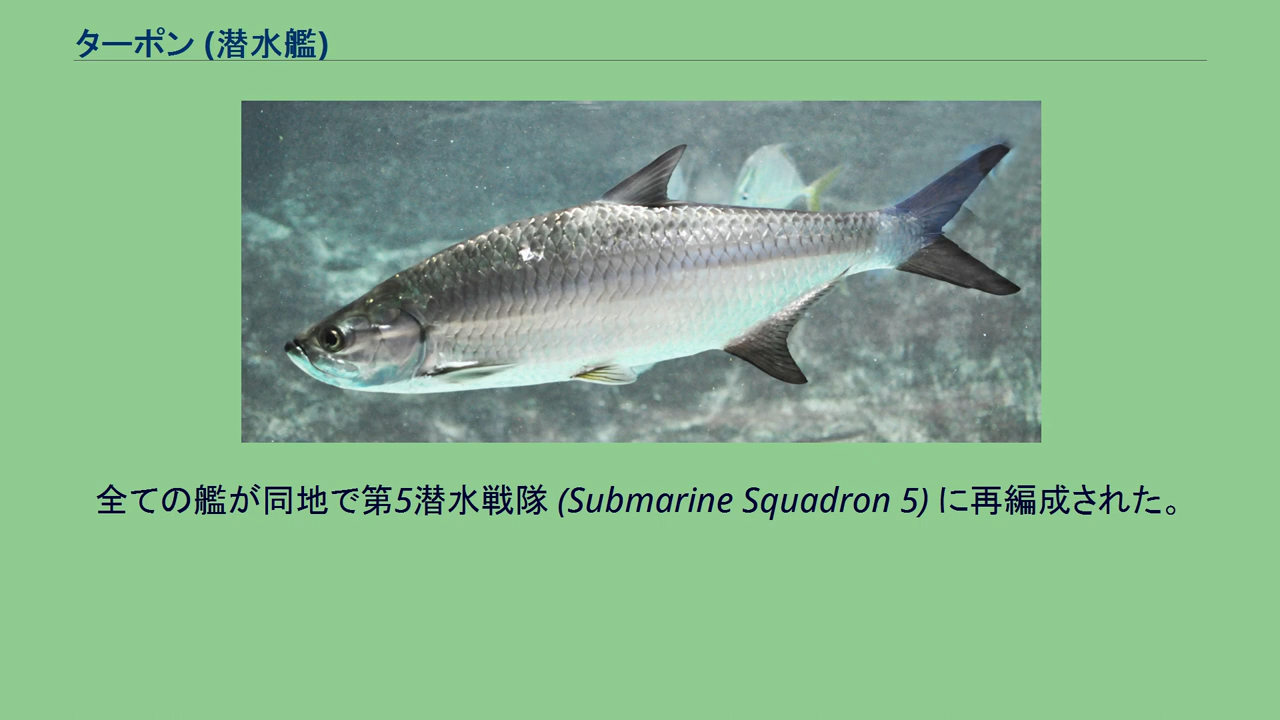 ターポン (潜水艦)
全ての艦が同地で第5潜水戦隊 (Submarine Squadron 5) に再編成された。